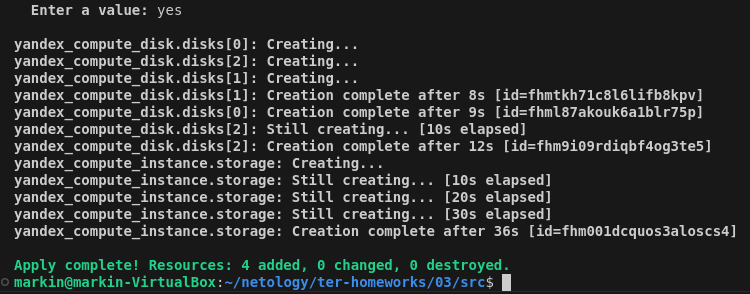 Enter a value: yes
yandex_compute_disk.disks[0]: Creating...
yandex_compute_disk.disks[2]: Creating...
yandex_compute_disk.disks[1]: Creating...
yandex_compute_disk.disks[1]: Creation complete after 8s [id=fhmtkh71c8l6lifb8kpv]
yandex_compute_disk.disks[0]: Creation complete after 9s [id=fhml87akouk6a1blr75p]
yandex_compute_disk.disks[2]: Still creating... [10s elapsed]
yandex_compute_disk.disks[2]: Creation complete after 12s [id=fhm9i09rdiqbf4og3te5]
yandex_compute_instance.storage: Creating...
yandex_compute_instance.storage: Still creating... [10s elapsed]
yandex_compute_instance.storage: Still creating... [20s elapsed]
yandex_compute_instance.storage: Still creating... [30s elapsed]
yandex_compute_instance.storage: Creation complete after 36s [id=fhm001dcquos3aloscs4]
Apply complete! Resources: 4 added, 0 changed, 0 destroyed.
markin@markin-VirtualBox:~/netology/ter-homeworks/03/src$